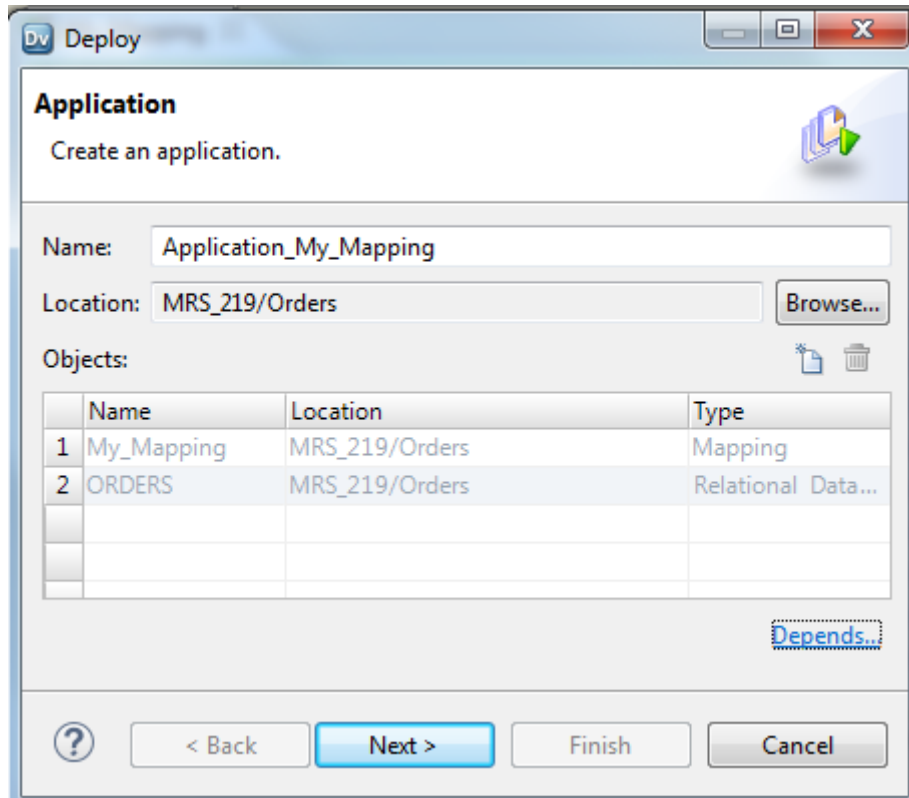 Dv Deploy
Application
Create an application.
Name: Application_My_Mapping
Location: MRS_219/Orders Browse...
Objects:
Name Location Type
1 My_Mapping MRS_219/Orders Mapping
2 ORDERS MRS_219/Orders Relational Data...
Depends...
? < Back Next > Finish Cancel